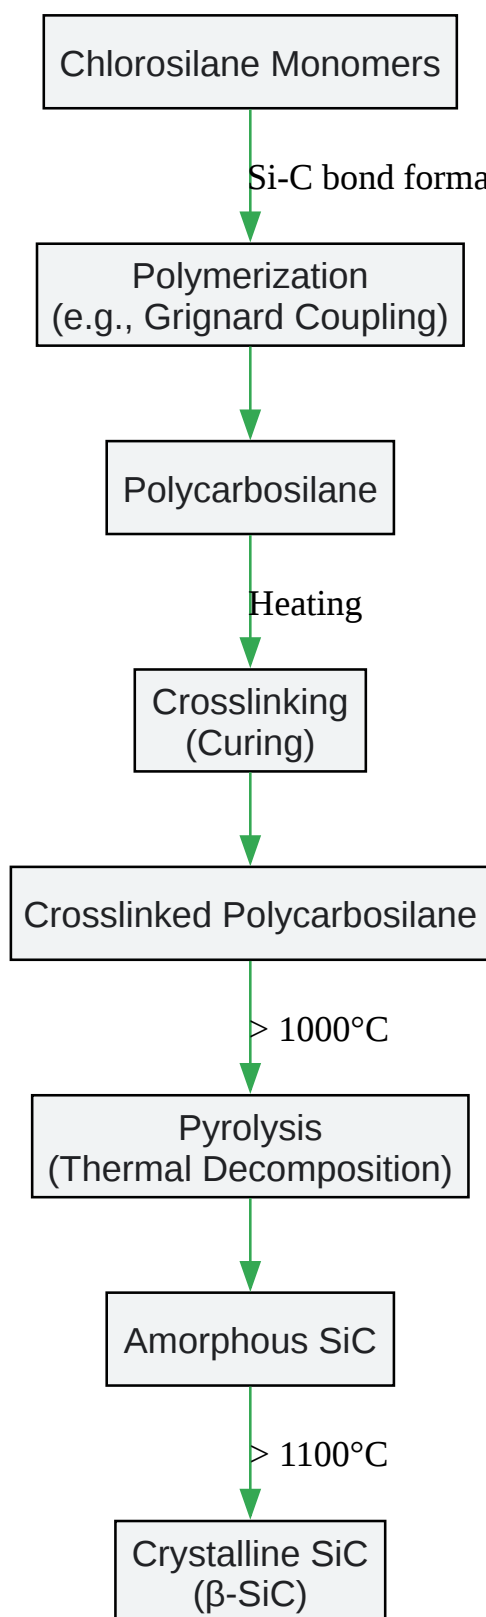 Chlorosilane Monomers
Si-C bond forma
Polymerization
(e.g., Grignard Coupling)
Polycarbosilane
Heating
Crosslinking
(Curing)
Crosslinked Polycarbosilane
> 1000°C
Pyrolysis
(Thermal Decomposition)
Amorphous SiC
> 1100°C
Crystalline SiC
(β-SiC)